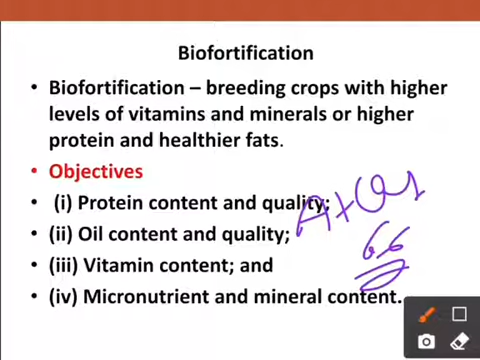 Biofortification
• Biofortification – breeding crops with higher
levels of vitamins and minerals or higher
protein and healthier fats.
• Objectives
• (i) Protein content and quality;
• (ii) Oil content and quality;
• (iii) Vitamin content; and
• (iv) Micronutrient and mineral content.